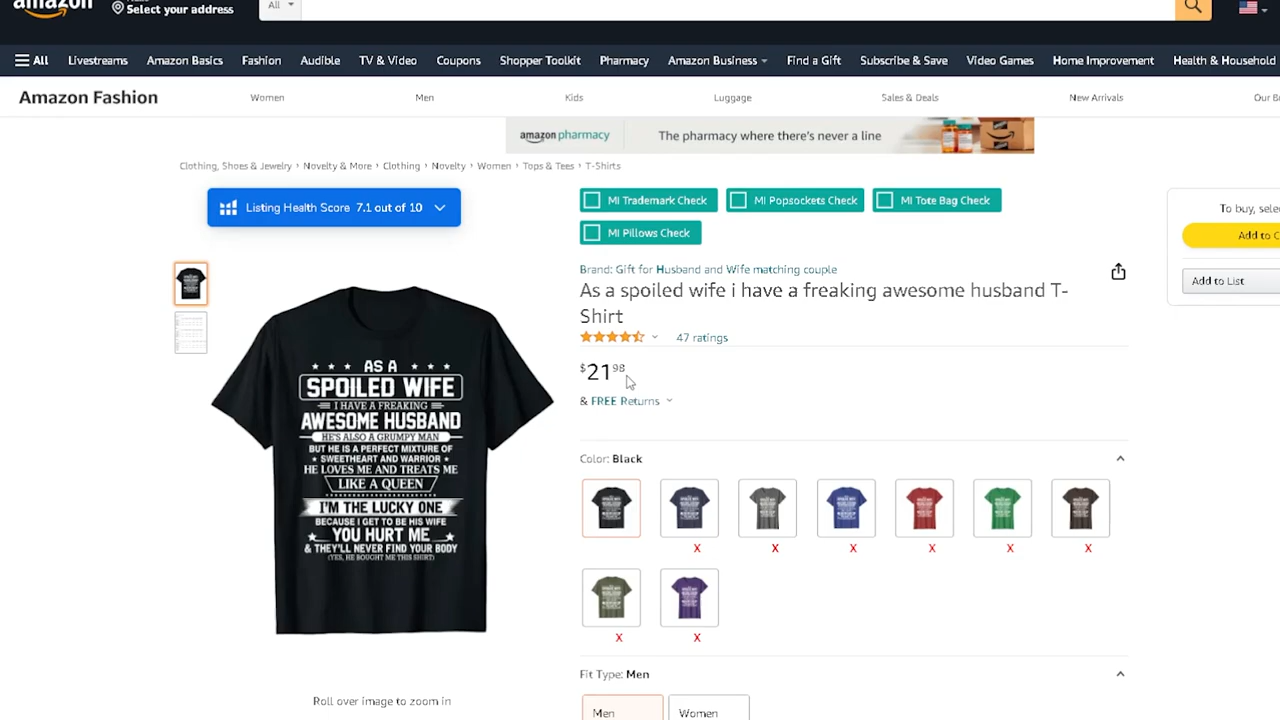 amazon
Select your address
All
All
Livestreams
Amazon Basics
Fashion
Audible
TV & Video
Coupons
Shopper Toolkit
Pharmacy
Amazon Business
Find a Gift
Subscribe & Save
Video Games
Home Improvement
Health & Household
Amazon Fashion
Women
Men
Kids
Luggage
Sales & Deals
New Arrivals
Our B
amazon pharmacy
The pharmacy where there's never a line
Clothing, Shoes & Jewelry › Novelty & More › Clothing › Novelty › Women › Tops & Tees › T-Shirts
Listing Health Score 7.1 out of 10
MI Trademark Check
MI Popsockets Check
MI Tote Bag Check
MI Pillows Check
Brand: Gift for Husband and Wife matching couple
As a spoiled wife i have a freaking awesome husband T-
Shirt
47 ratings
$21 98
& FREE Returns
Color: Black
X X X X X X
X X
Fit Type: Men
Men
Women
To buy, sele
Add to C
Add to List
AS A
SPOILED WIFE
I HAVE A FREAKING
AWESOME HUSBAND
HE'S ALSO A GRUMPY MAN
BUT HE IS A PERFECT MIXTURE OF
SWEETHEART AND WARRIOR
HE LOVES ME AND TREATS ME
LIKE A QUEEN
I'M THE LUCKY ONE
BECAUSE I GET TO BE HIS WIFE
YOU HURT ME
& THEY'LL NEVER FIND YOUR BODY
(YES, HE BOUGHT ME THIS SHIRT)
Roll over image to zoom in